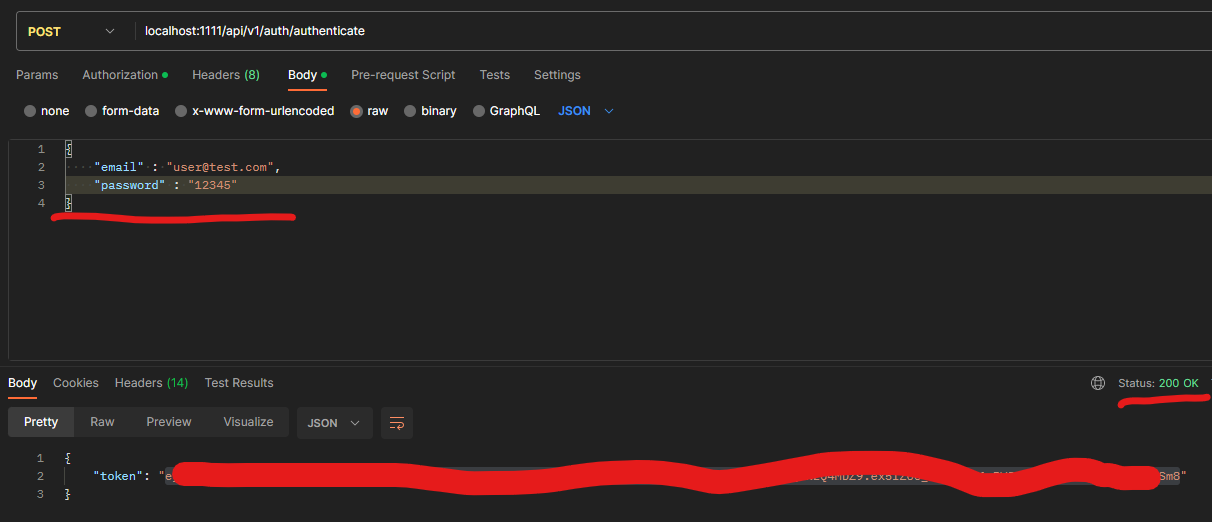 POST localhost:1111/api/v1/auth/authenticate
Params Authorization Headers (8) Body Pre-request Script Tests Settings
none form-data x-www-form-urlencoded raw binary GraphQL JSON
1 {
2 "email" : "user@test.com",
3 "password" : "12345"
4 }
Body Cookies Headers (14) Test Results Status: 200 OK
Pretty Raw Preview Visualize JSON
1 {
2 "token": "e
3 }